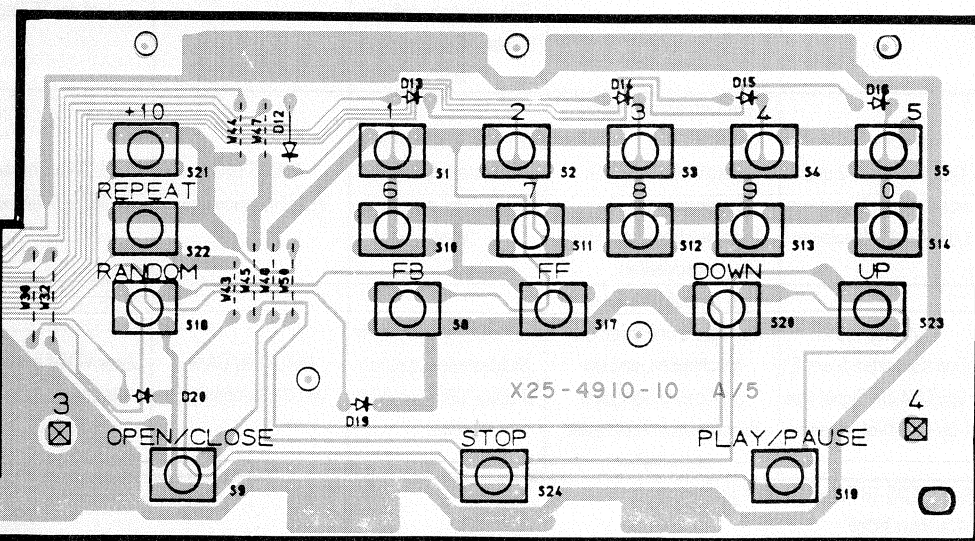 D13 D14 D15 D16
+10 W44 W47 D12 1 2 3 4 5
S21 S1 S2 S3 S4 S5
REPEAT 6 7 8 9 0
S22 S10 S11 S12 S13 S14
RANDOM FB FF DOWN UP
W30 W32 W43 W45 W48 W50
S18 S8 S17 S20 S23
X25-4910-10 A/5
D20 D19
3 4
OPEN/CLOSE STOP PLAY/PAUSE
S9 S24 S19